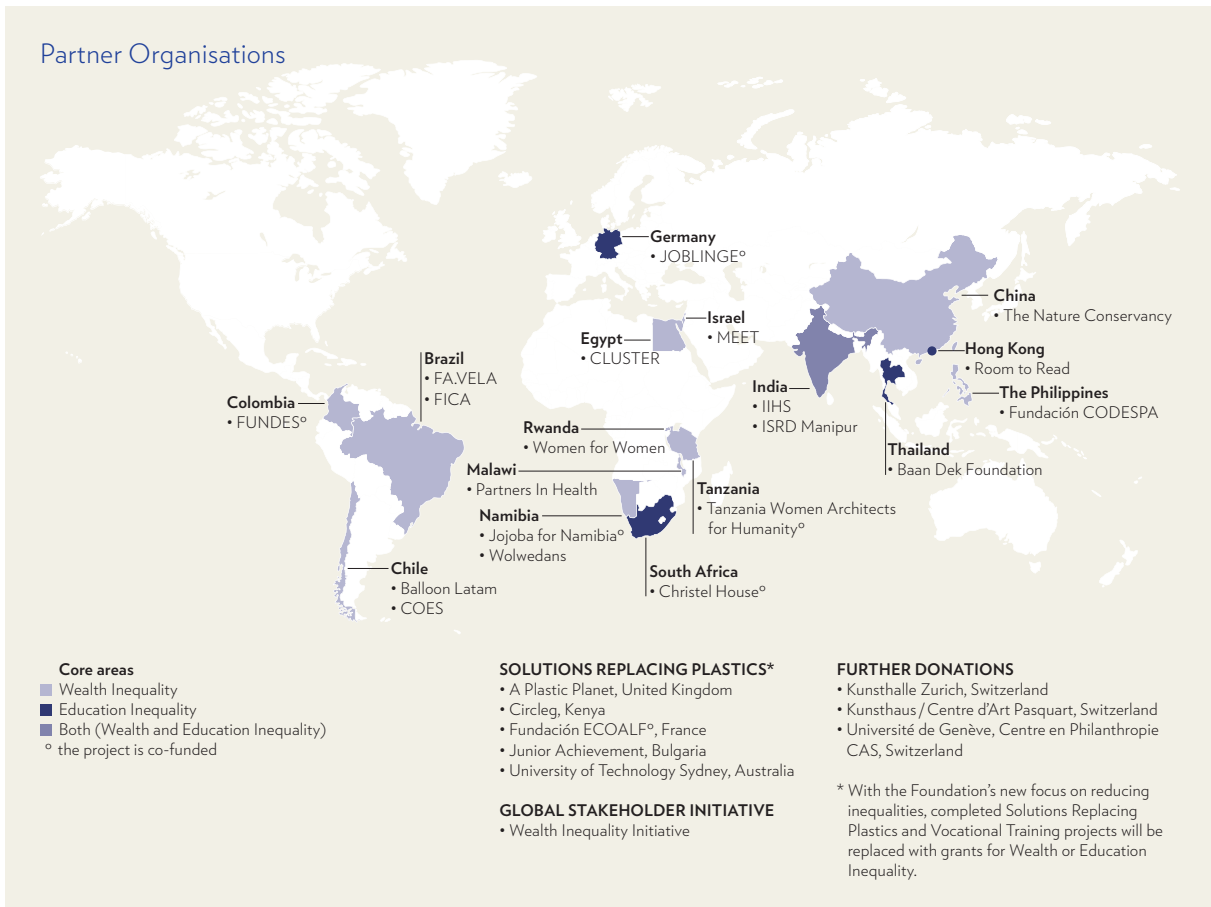 Partner Organisations
Germany
• JOBLINGE°
Israel
• MEET
Egypt
• CLUSTER
China
• The Nature Conservancy
Hong Kong
• Room to Read
The Philippines
• Fundación CODESPA
India
• IIHS
• ISRD Manipur
Thailand
• Baan Dek Foundation
Brazil
• FA.VELA
• FICA
Colombia
• FUNDES°
Rwanda
• Women for Women
Malawi
• Partners In Health
Namibia
• Jojoba for Namibia°
• Wolwedans
Tanzania
• Tanzania Women Architects
for Humanity°
South Africa
• Christel House°
Chile
• Balloon Latam
• COES
Core areas
Wealth Inequality
Education Inequality
Both (Wealth and Education Inequality)
° the project is co-funded
SOLUTIONS REPLACING PLASTICS*
• A Plastic Planet, United Kingdom
• Circleg, Kenya
• Fundación ECOALF°, France
• Junior Achievement, Bulgaria
• University of Technology Sydney, Australia
GLOBAL STAKEHOLDER INITIATIVE
• Wealth Inequality Initiative
FURTHER DONATIONS
• Kunsthalle Zurich, Switzerland
• Kunsthaus / Centre d'Art Pasquart, Switzerland
• Université de Genève, Centre en Philanthropie
CAS, Switzerland
* With the Foundation's new focus on reducing
inequalities, completed Solutions Replacing
Plastics and Vocational Training projects will be
replaced with grants for Wealth or Education
Inequality.